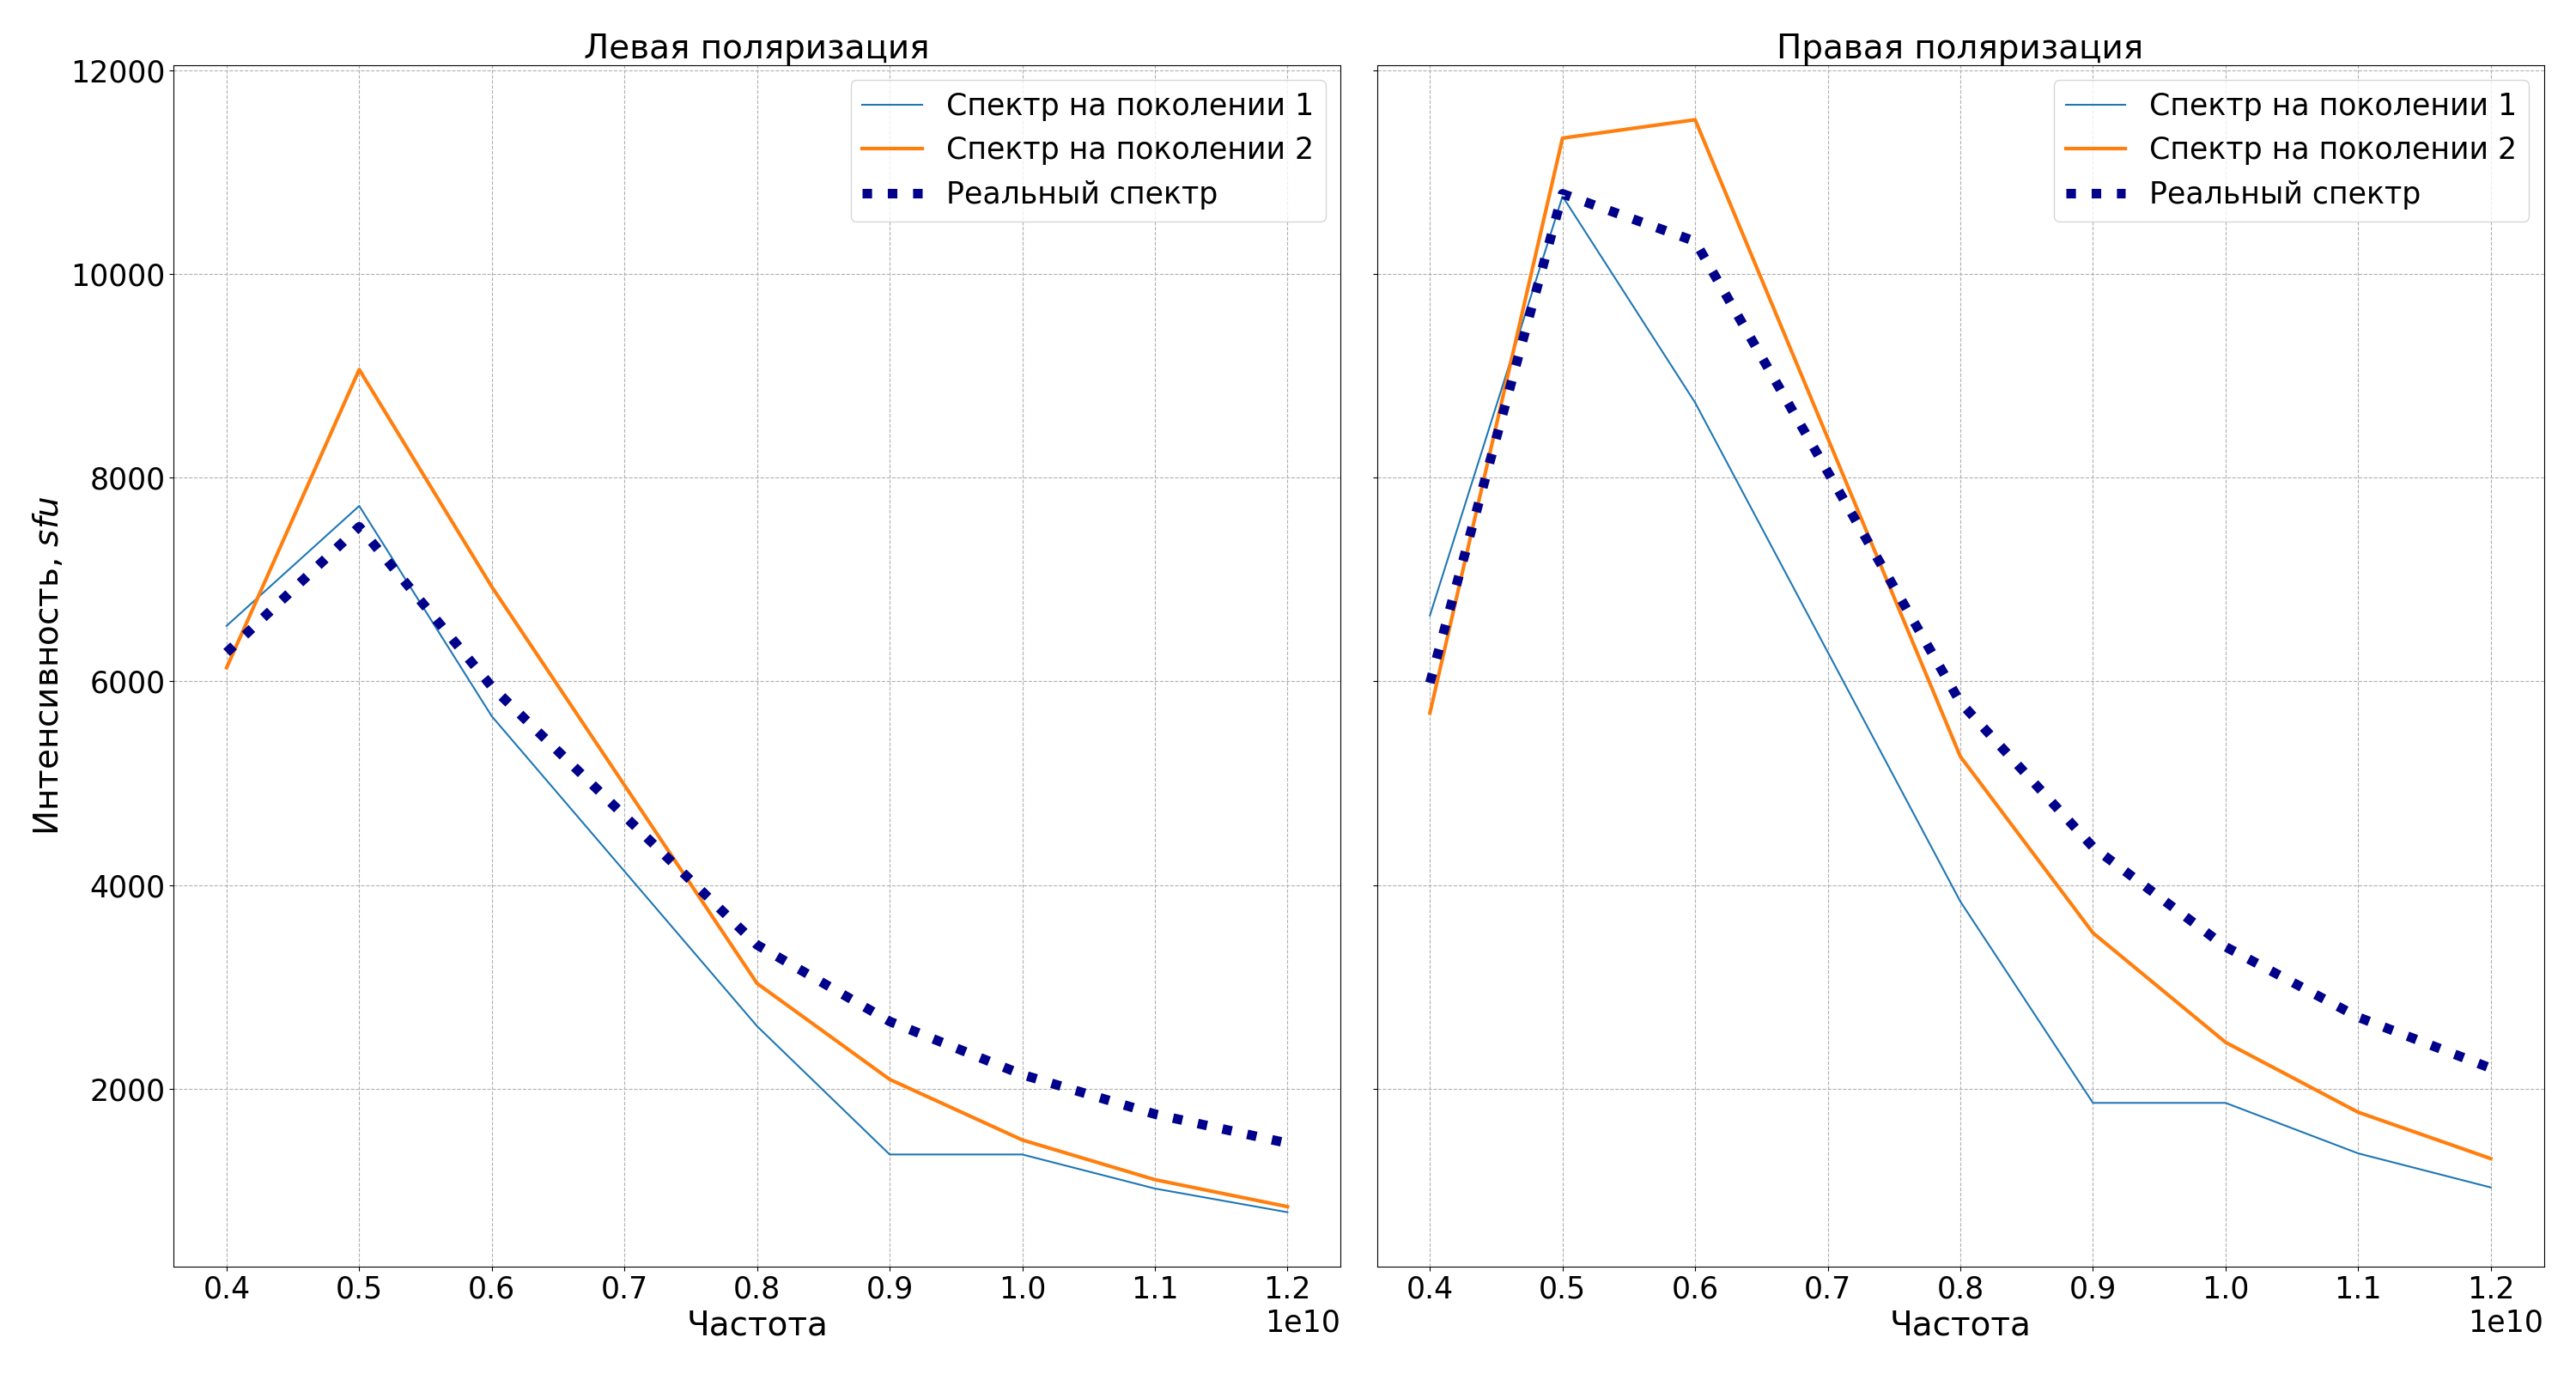 Левая поляризация
Правая поляризация
Интенсивность, sfu
12000
10000
8000
6000
4000
2000
Спектр на поколении 1
Спектр на поколении 2
Реальный спектр
0.4 0.5 0.6 0.7 0.8 0.9 1.0 1.1 1.2
1e10
Частота
Спектр на поколении 1
Спектр на поколении 2
Реальный спектр
0.4 0.5 0.6 0.7 0.8 0.9 1.0 1.1 1.2
1e10
Частота